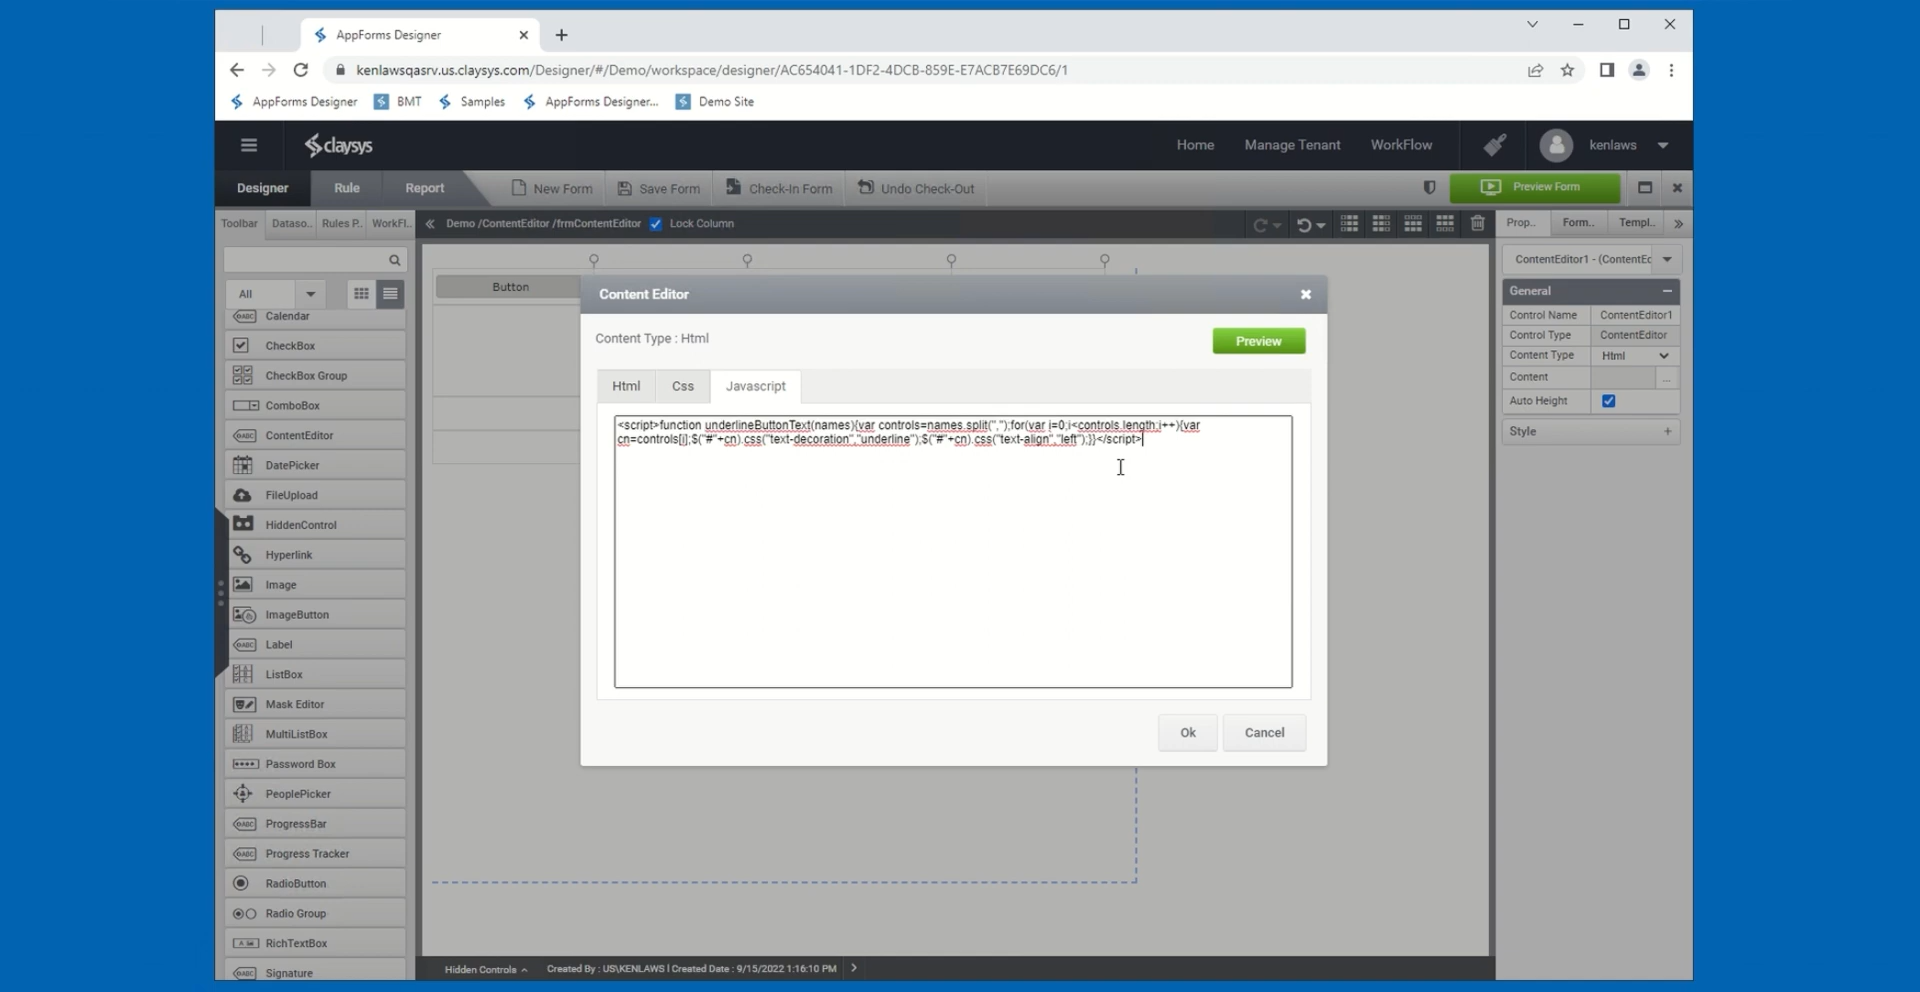 AppForms Designer
kenlawsqasrv.us.claysys.com/Designer/#/Demo/workspace/designer/AC654041-1DF2-4DCB-859E-E7ACB7E69DC6/1
AppForms Designer BMT Samples AppForms Designer... Demo Site
claysys Home Manage Tenant WorkFlow kenlaws
Designer Rule Report New Form Save Form Check-In Form Undo Check-Out Preview Form
Toolbar Dataso.. Rules P.. WorkFl.. Demo /ContentEditor /frmContentEditor Lock Column Prop.. Form.. Templ..
ContentEditor1 - (ContentEc
All
Button
Content Editor
General
Control Name ContentEditor1
Control Type ContentEditor
Content Type Html
Content ...
Auto Height
Style
Content Type : Html Preview
Html Css Javascript
<script>function underlineButtonText(names){var controls=names.split(",");for(var i=0;i<controls.length;i++){var
cn=controls[i];$("#"+cn).css("text-decoration","underline");$("#"+cn).css("text-align","left");}}</script>
Ok Cancel
Calendar
CheckBox
CheckBox Group
ComboBox
ContentEditor
DatePicker
FileUpload
HiddenControl
Hyperlink
Image
ImageButton
Label
ListBox
Mask Editor
MultiListBox
Password Box
PeoplePicker
ProgressBar
Progress Tracker
RadioButton
Radio Group
RichTextBox
Signature
Hidden Controls Created By : US\KENLAWS | Created Date : 9/15/2022 1:16:10 PM